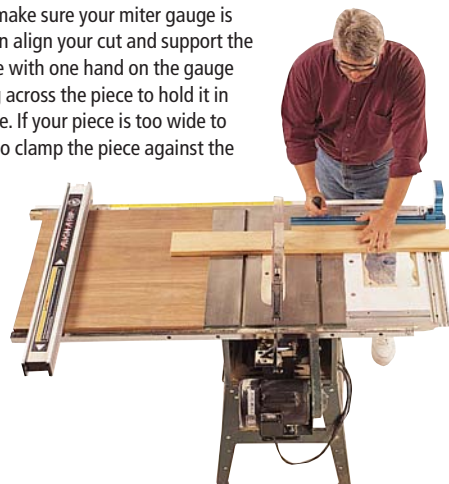 make sure your miter gauge is
n align your cut and support the
e with one hand on the gauge
g across the piece to hold it in
e. If your piece is too wide to
o clamp the piece against the